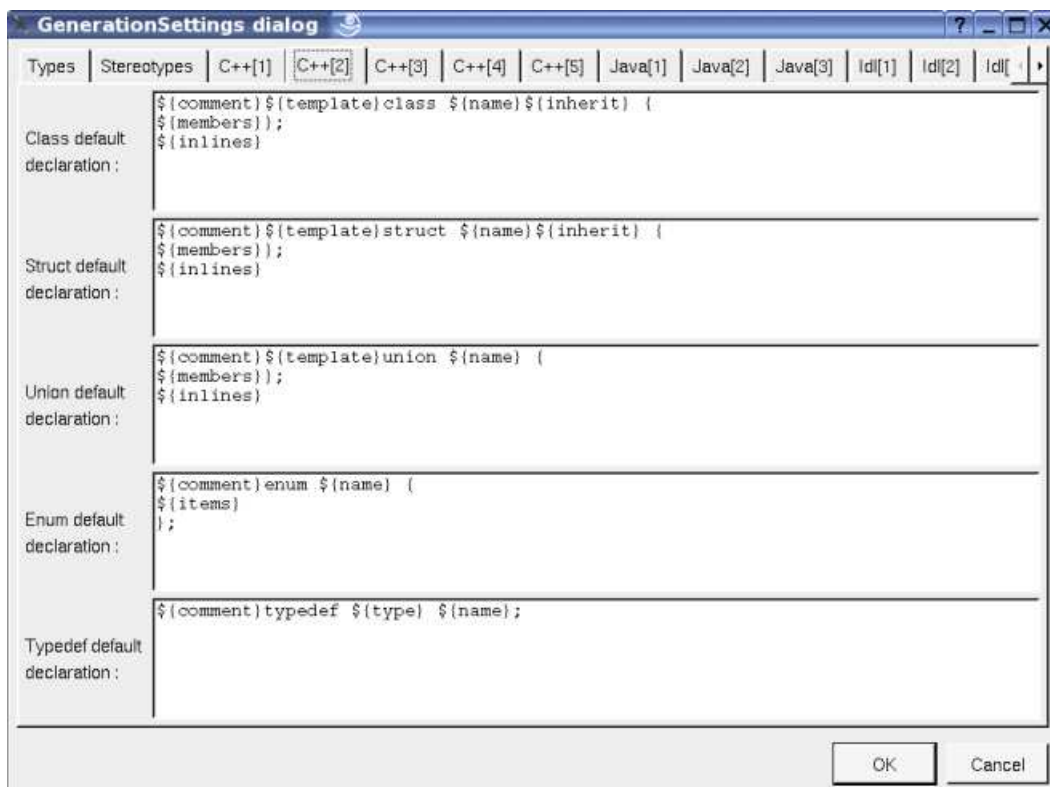 GenerationSettings dialog
Types Stereotypes C++[1] C++[2] C++[3] C++[4] C++[5] Java[1] Java[2] Java[3] Idl[1] Idl[2] Idl[
Class default
declaration :
${comment}${template}class ${name}${inherit} {
${members}};
${inlines}
Struct default
declaration :
${comment}${template}struct ${name}${inherit} {
${members}};
${inlines}
Union default
declaration :
${comment}${template}union ${name} {
${members}};
${inlines}
Enum default
declaration :
${comment}enum ${name} {
${items}
};
Typedef default
declaration :
${comment}typedef ${type} ${name};
OK Cancel